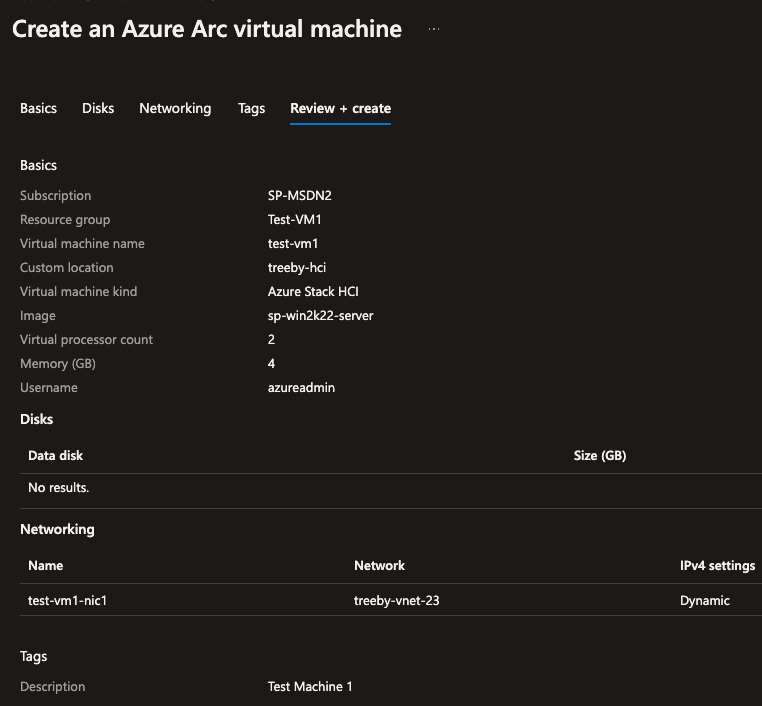 Create an Azure Arc virtual machine ...
Basics Disks Networking Tags Review + create
Basics
Subscription SP-MSDN2
Resource group Test-VM1
Virtual machine name test-vm1
Custom location treeby-hci
Virtual machine kind Azure Stack HCI
Image sp-win2k22-server
Virtual processor count 2
Memory (GB) 4
Username azureadmin
Disks
Data disk Size (GB)
No results.
Networking
Name Network IPv4 settings
test-vm1-nic1 treeby-vnet-23 Dynamic
Tags
Description Test Machine 1